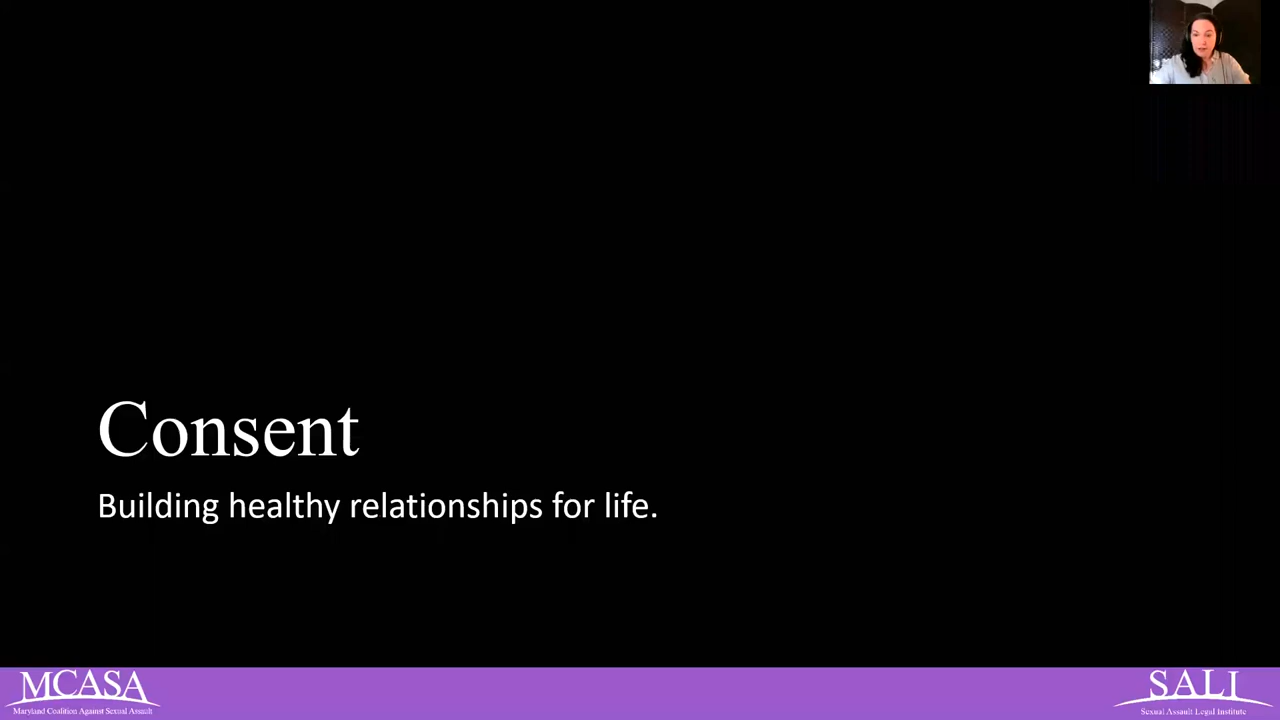 Consent
Building healthy relationships for life.
MCASA
Maryland Coalition Against Sexual Assault
SALI
Sexual Assault Legal Institute